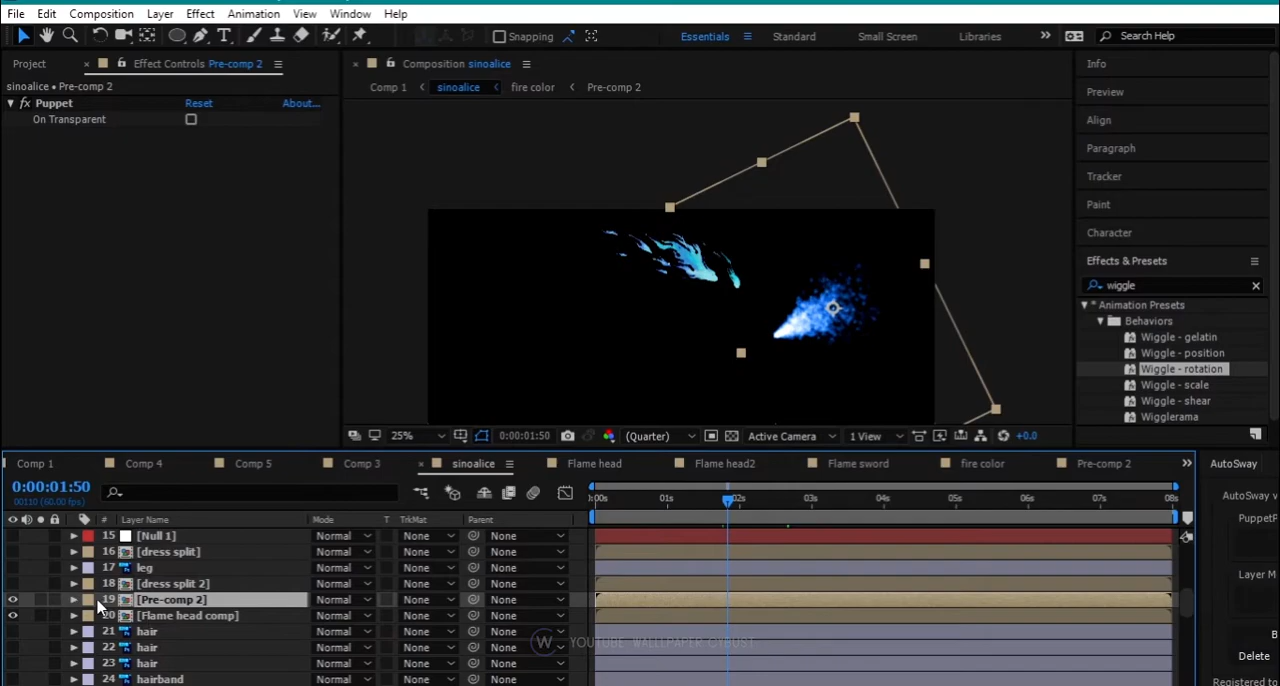 File Edit Composition Layer Effect Animation View Window Help
Snapping Essentials Standard Small Screen Libraries Search Help
Project Effect Controls Pre-comp 2
sinoalice • Pre-comp 2
fx Puppet Reset About...
On Transparent
Composition sinoalice
Comp 1 sinoalice fire color Pre-comp 2
Info
Preview
Align
Paragraph
Tracker
Paint
Character
Effects & Presets
wiggle
* Animation Presets
Behaviors
Wiggle - gelatin
Wiggle - position
Wiggle - rotation
Wiggle - scale
Wiggle - shear
Wigglerama
25% 0:00:01:50 (Quarter) Active Camera 1 View +0.0
Comp 1 Comp 4 Comp 5 Comp 3 sinoalice Flame head Flame head2 Flame sword fire color Pre-comp 2
0:00:01:50
00110 (60.00 fps)
:00s 01s 02s 03s 04s 05s 06s 07s 08s
# Layer Name Mode T TrkMat Parent
15 [Null 1] Normal None None
16 [dress split] Normal None None
17 leg Normal None None
18 [dress split 2] Normal None None
19 [Pre-comp 2] Normal None None
20 [Flame head comp] Normal None None
21 hair Normal None None
22 hair Normal None None
23 hair Normal None None
24 hairband Normal None None
W YOUTUBE: WALLPAPER CYBUST
AutoSway
AutoSway v
PuppetF
Layer M
B
Delete
Registered to